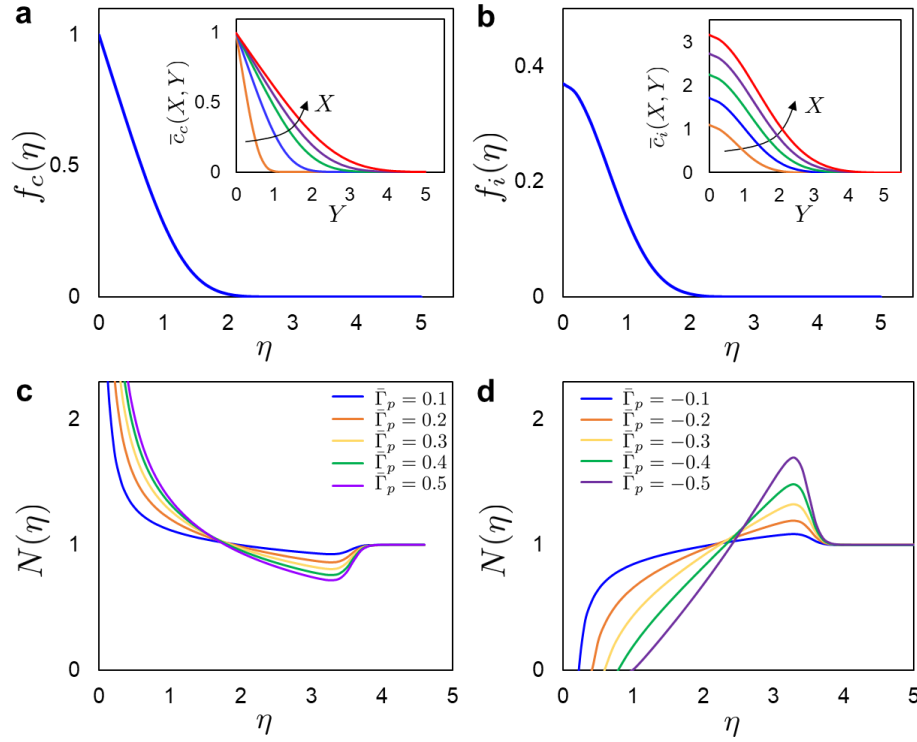 a
f_c(η)
1
0.5
0
0 1 2 3 4 5
η
c̄_c(X, Y)
1
0.5
0
0 1 2 3 4 5
Y
X
b
f_i(η)
0.4
0.2
0
0 1 2 3 4 5
η
c̄_i(X, Y)
3
2
1
0
0 1 2 3 4 5
Y
X
c
N(η)
2
1
0
0 1 2 3 4 5
η
Γ̄_p = 0.1
Γ̄_p = 0.2
Γ̄_p = 0.3
Γ̄_p = 0.4
Γ̄_p = 0.5
d
N(η)
2
1
0
0 1 2 3 4 5
η
Γ̄_p = −0.1
Γ̄_p = −0.2
Γ̄_p = −0.3
Γ̄_p = −0.4
Γ̄_p = −0.5